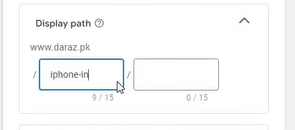 Display path ?
www.daraz.pk
/ iphone-in /
9 / 15 0 / 15